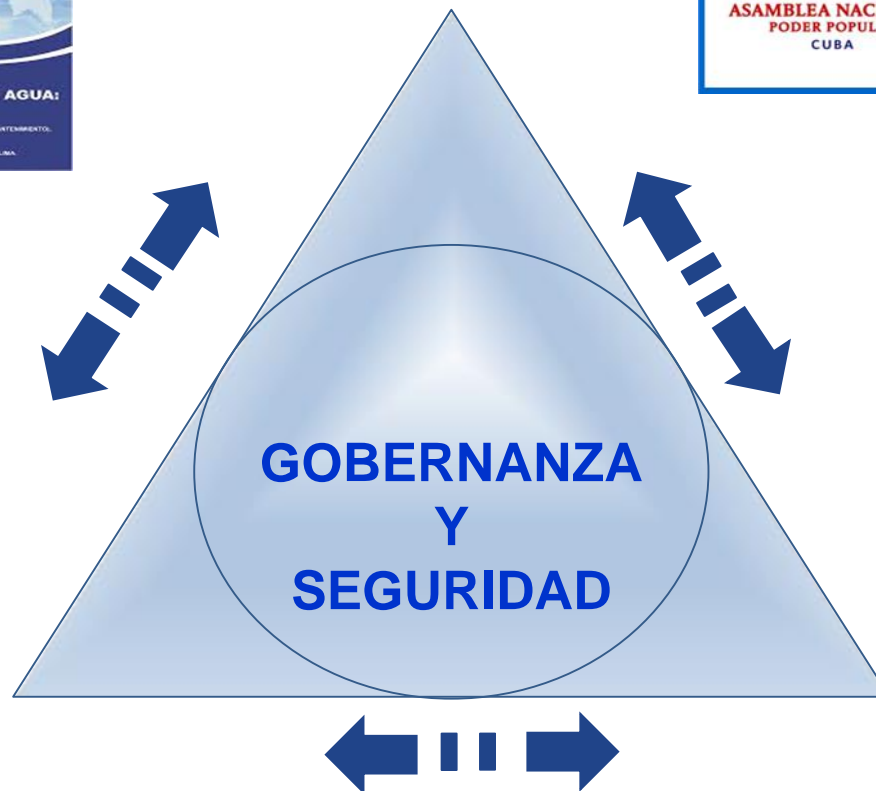 AGUA:
ASAMBLEA NAC
PODER POPUL
CUBA
GOBERNANZA
Y
SEGURIDAD